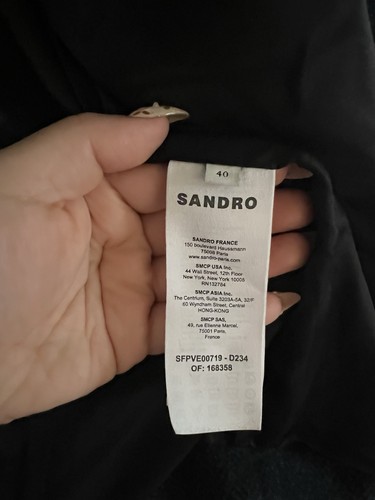 40
SANDRO
SANDRO FRANCE
150 boulevard Haussmann
75008 Paris
www.sandro-paris.com
SMCP USA Inc.
44 Wall Street, 12th Floor
New York, New York 10005
RN132784
SMCP ASIA Inc.
The Centrium, Suite 3203A-5A, 32/F
60 Wyndham Street, Central
HONG-KONG
SMCP SAS,
49, rue Etienne Marcel,
75001 Paris,
France
SFPVE00719 - D234
OF: 168358